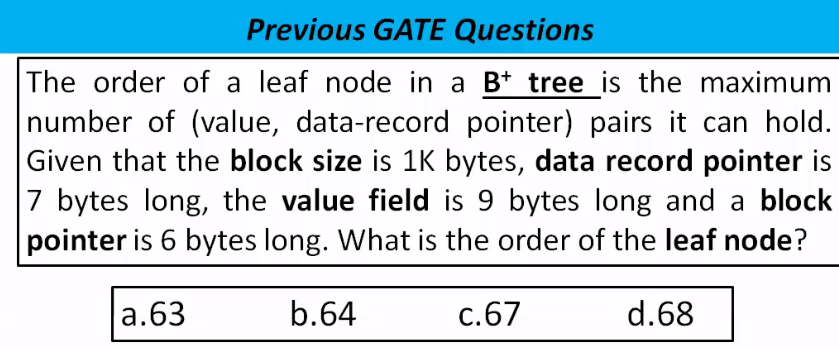 Previous GATE Questions
The order of a leaf node in a B⁺ tree is the maximum
number of (value, data-record pointer) pairs it can hold.
Given that the block size is 1K bytes, data record pointer is
7 bytes long, the value field is 9 bytes long and a block
pointer is 6 bytes long. What is the order of the leaf node?
a.63 b.64 c.67 d.68